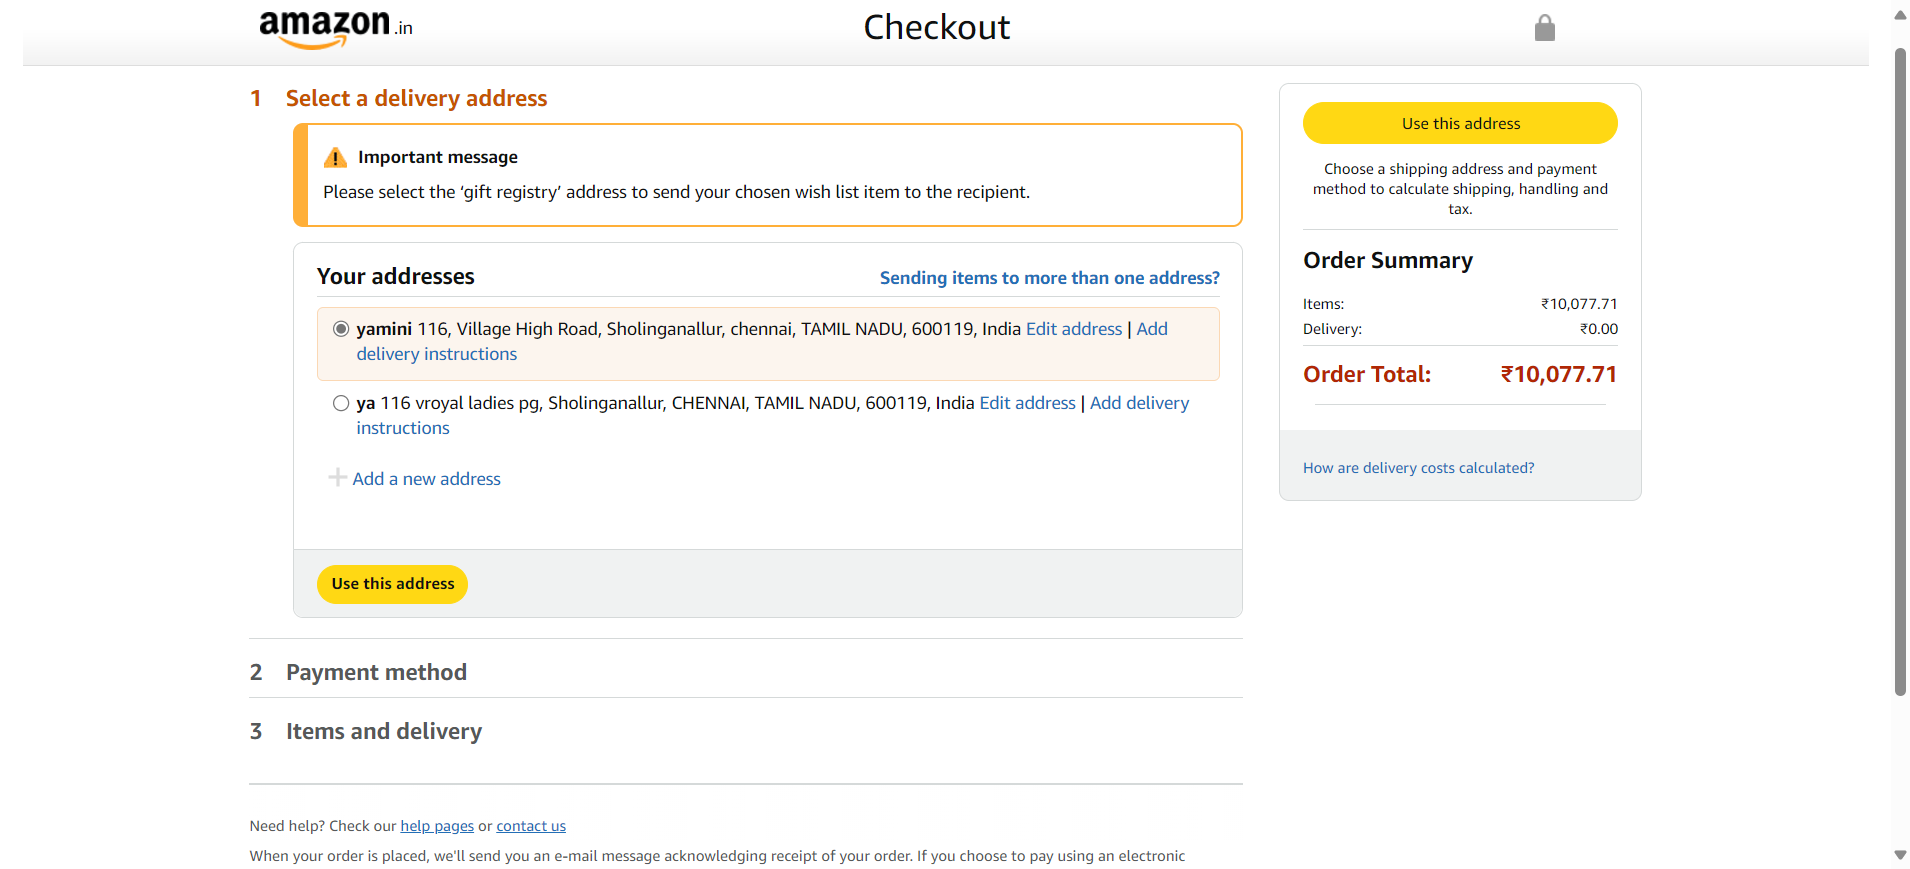 amazon.in
Checkout
1 Select a delivery address
Important message
Please select the ‘gift registry’ address to send your chosen wish list item to the recipient.
Your addresses
Sending items to more than one address?
yamini 116, Village High Road, Sholinganallur, chennai, TAMIL NADU, 600119, India Edit address | Add
delivery instructions
ya 116 vroyal ladies pg, Sholinganallur, CHENNAI, TAMIL NADU, 600119, India Edit address | Add delivery
instructions
Add a new address
Use this address
2 Payment method
3 Items and delivery
Need help? Check our help pages or contact us
When your order is placed, we'll send you an e-mail message acknowledging receipt of your order. If you choose to pay using an electronic
Use this address
Choose a shipping address and payment
method to calculate shipping, handling and
tax.
Order Summary
Items: ₹10,077.71
Delivery: ₹0.00
Order Total: ₹10,077.71
How are delivery costs calculated?